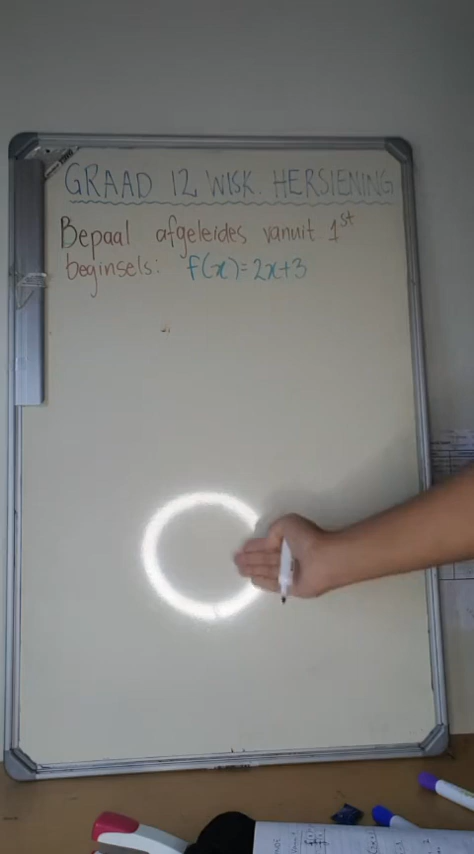 GRAAD 12 WISK. HERSIENING
Bepaal afgeleides vanuit 1st
beginsels: f(x)=2x+3